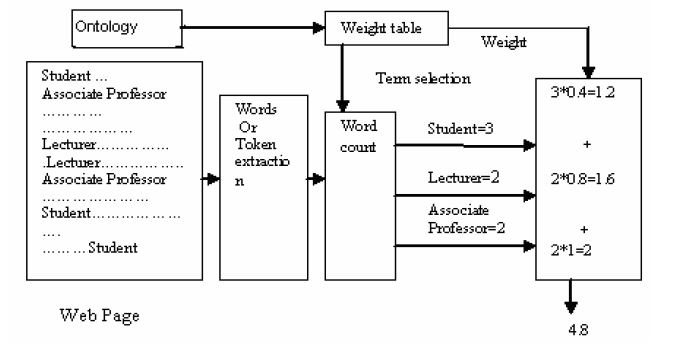 Ontology
Weight table
Weight
Term selection
Student ...
Associate Professor
............
..................
Lecturer...............
.Lecturer.................
Associate Professor
.....................
Student..................
....
.........Student
Web Page
Words
Or
Token
extractio
n
Word
count
Student=3
Lecturer=2
Associate
Professor=2
3*0.4=1.2
+
2*0.8=1.6
+
2*1=2
4.8